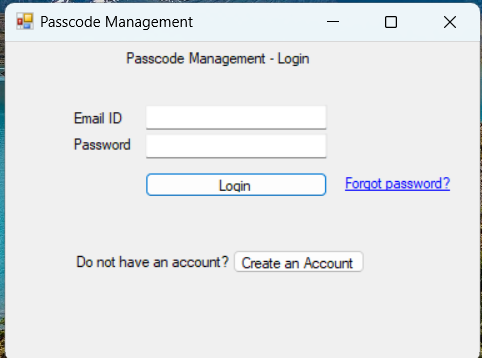 Passcode Management
Passcode Management - Login
Email ID
Password
Login
Forgot password?
Do not have an account? Create an Account